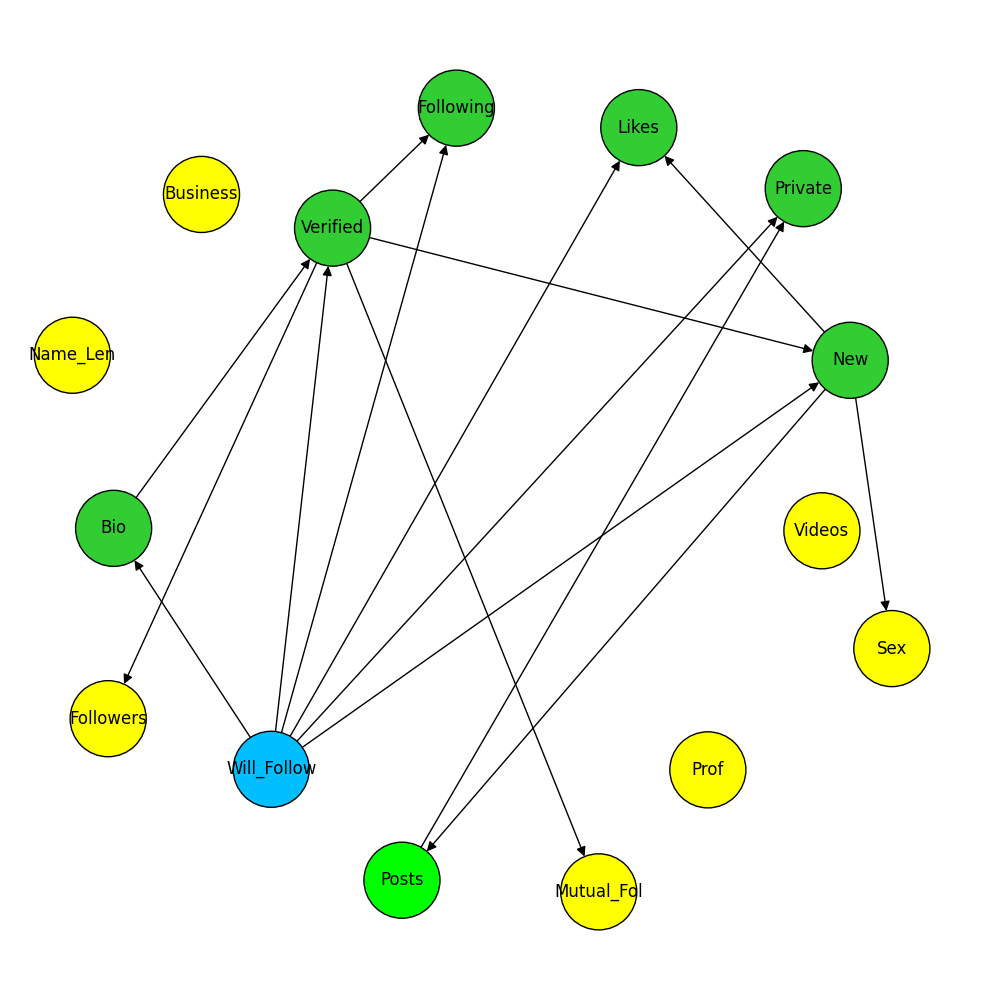 Following
Likes
Private
Business
Verified
Name_Len
New
Bio
Videos
Sex
Followers
Will_Follow
Prof
Posts
Mutual_Fol